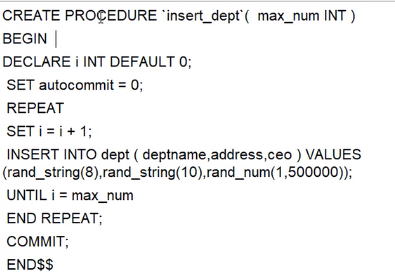 CREATE PROCEDURE `insert_dept`(  max_num INT )
BEGIN
DECLARE i INT DEFAULT 0;
SET autocommit = 0;
REPEAT
SET i = i + 1;
INSERT INTO dept ( deptname,address,ceo ) VALUES
(rand_string(8),rand_string(10),rand_num(1,500000));
UNTIL i = max_num
END REPEAT;
COMMIT;
END$$